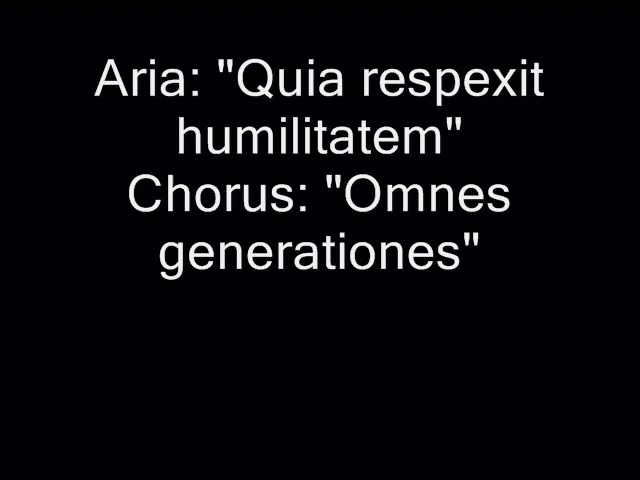 Aria: "Quia respexit
humilitatem"
Chorus: "Omnes
generationes"